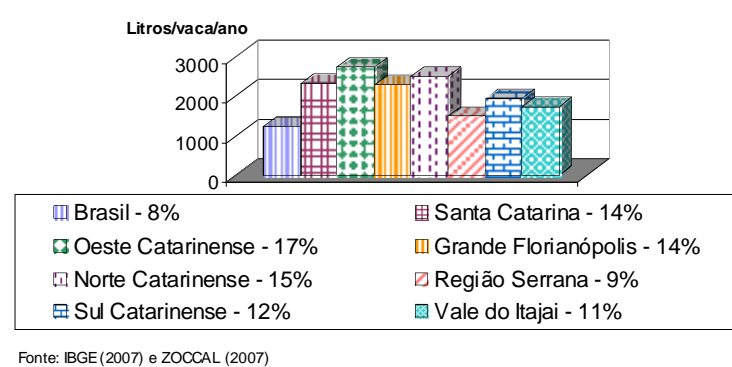 Litros/vaca/ano
3000
2000
1000
0
Brasil - 8% Santa Catarina - 14%
Oeste Catarinense - 17% Grande Florianópolis - 14%
Norte Catarinense - 15% Região Serrana - 9%
Sul Catarinense - 12% Vale do Itajai - 11%
Fonte: IBGE (2007) e ZOCCAL (2007)